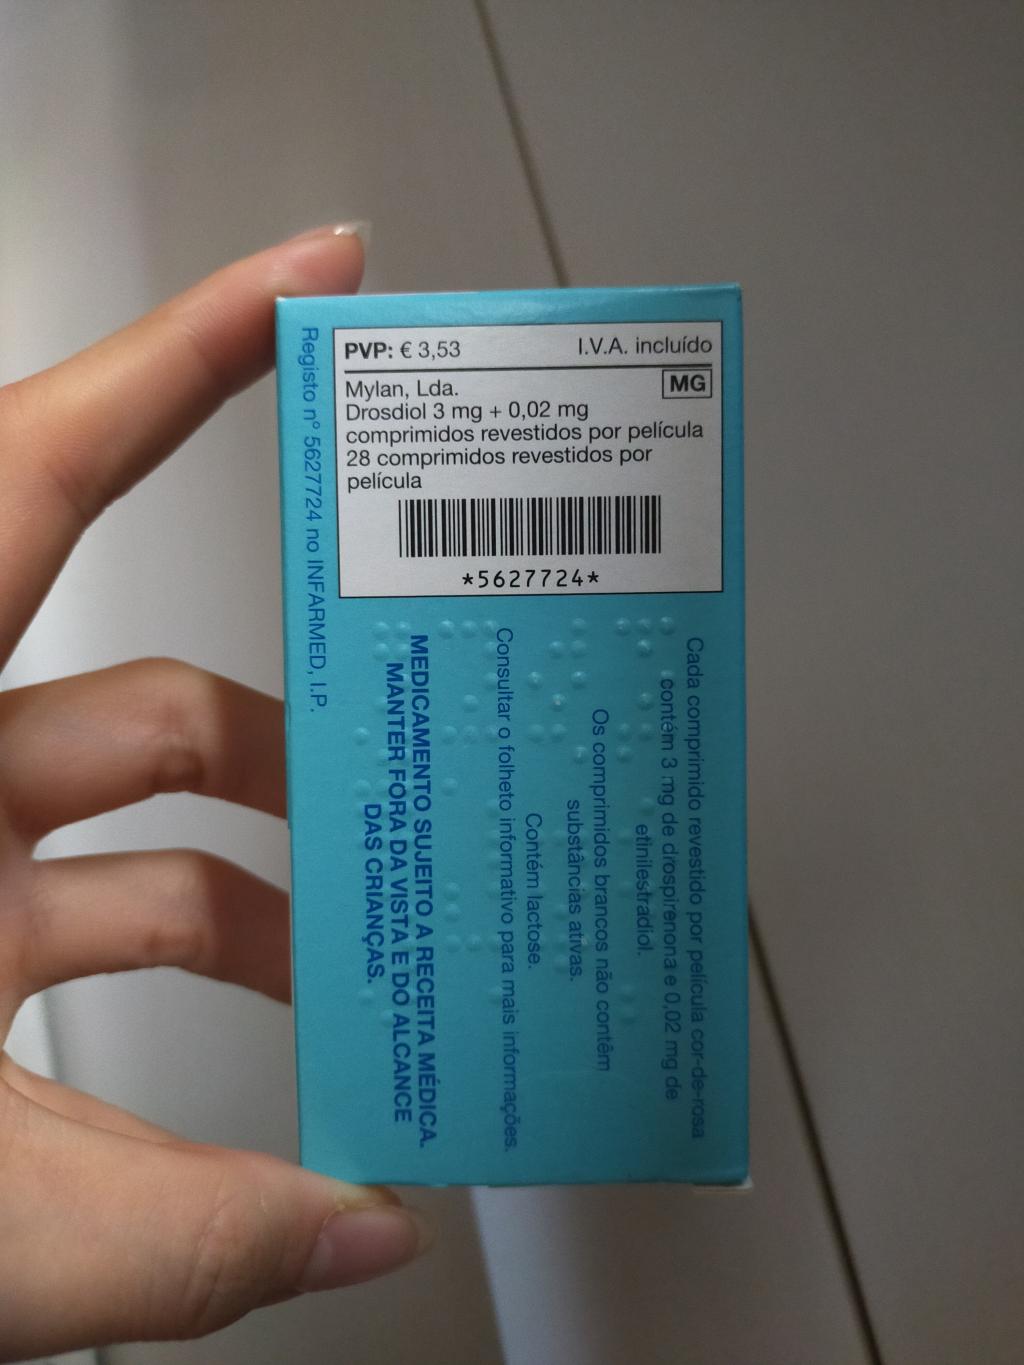 PVP: € 3,53 I.V.A. incluído
Mylan, Lda. MG
Drosdiol 3 mg + 0,02 mg
comprimidos revestidos por película
28 comprimidos revestidos por
película
*5627724*
Cada comprimido revestido por película cor-de-rosa
contém 3 mg de drospirenona e 0,02 mg de
etinilestradiol.
Os comprimidos brancos não contêm
substâncias ativas.
Contém lactose.
Consultar o folheto informativo para mais informações.
MEDICAMENTO SUJEITO A RECEITA MÉDICA.
MANTER FORA DA VISTA E DO ALCANCE
DAS CRIANÇAS.
Registo nº 5627724 no INFARMED, I.P.